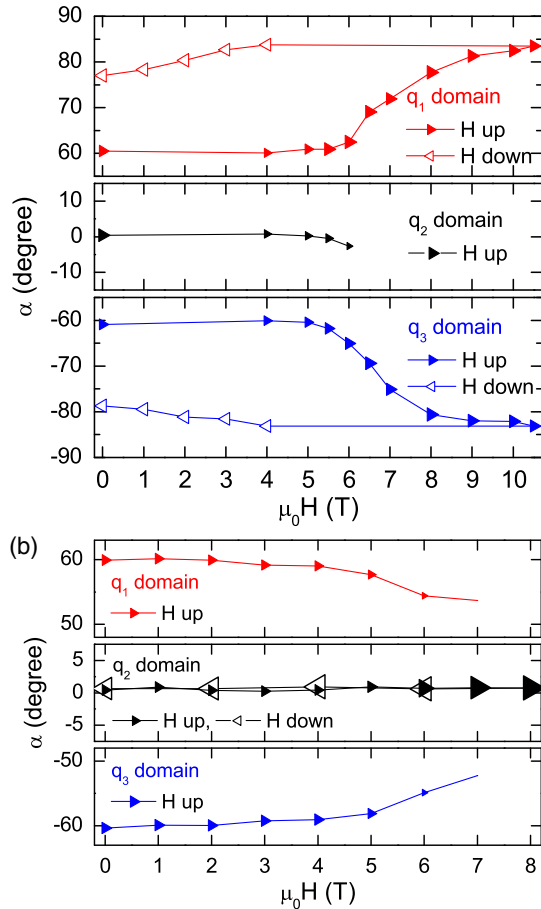 90
80
70
60
q1 domain
H up
H down
10
0
-10
q2 domain
H up
-60
-70
-80
-90
q3 domain
H up
H down
α (degree)
0 1 2 3 4 5 6 7 8 9 10
μ0H (T)
(b)
60
50
q1 domain
H up
5
0
-5
q2 domain
H up, H down
-50
-60
q3 domain
H up
α (degree)
0 1 2 3 4 5 6 7 8
μ0H (T)